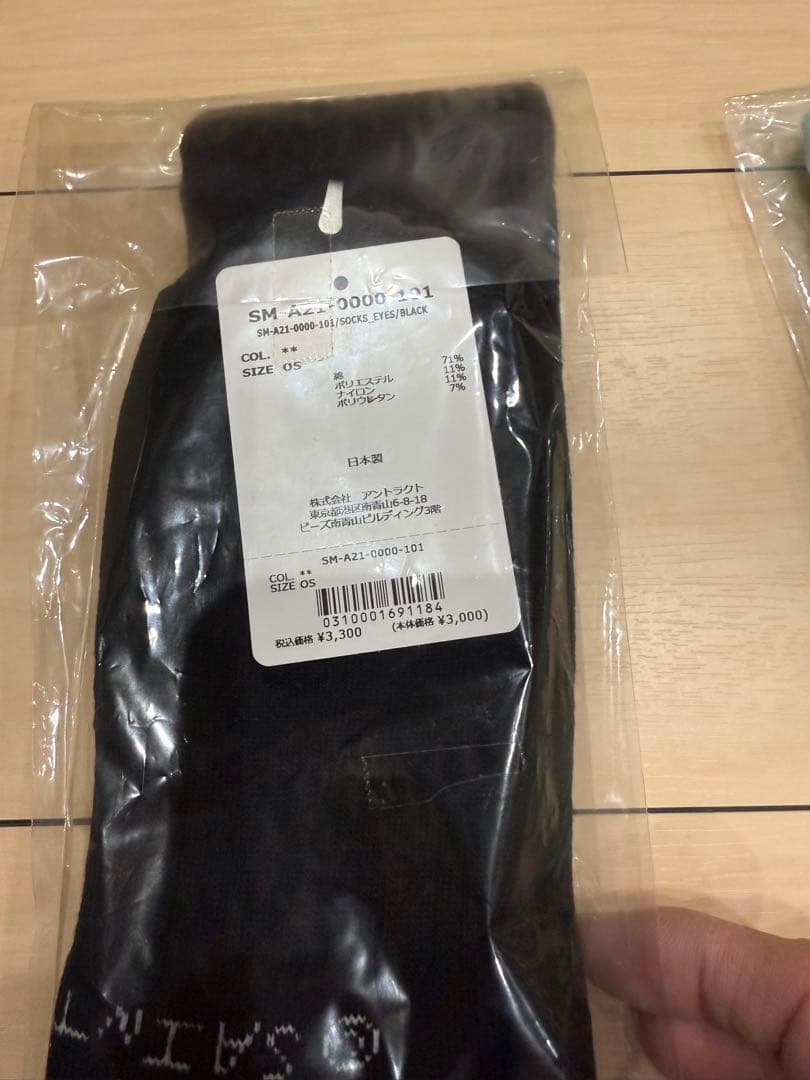 SM-A21-0000-101
SM-A21-0000-101/SOCKS_EYES/BLACK
COL. **
SIZE OS
綿 71%
ポリエステル 11%
ナイロン 11%
ポリウレタン 7%
日本製
株式会社 アントラクト
東京都港区南青山6-8-18
ビーズ南青山ビルディング3階
SM-A21-0000-101
COL. **
SIZE OS
0310001691184
税込価格 ¥3,300 (本体価格 ¥3,000)